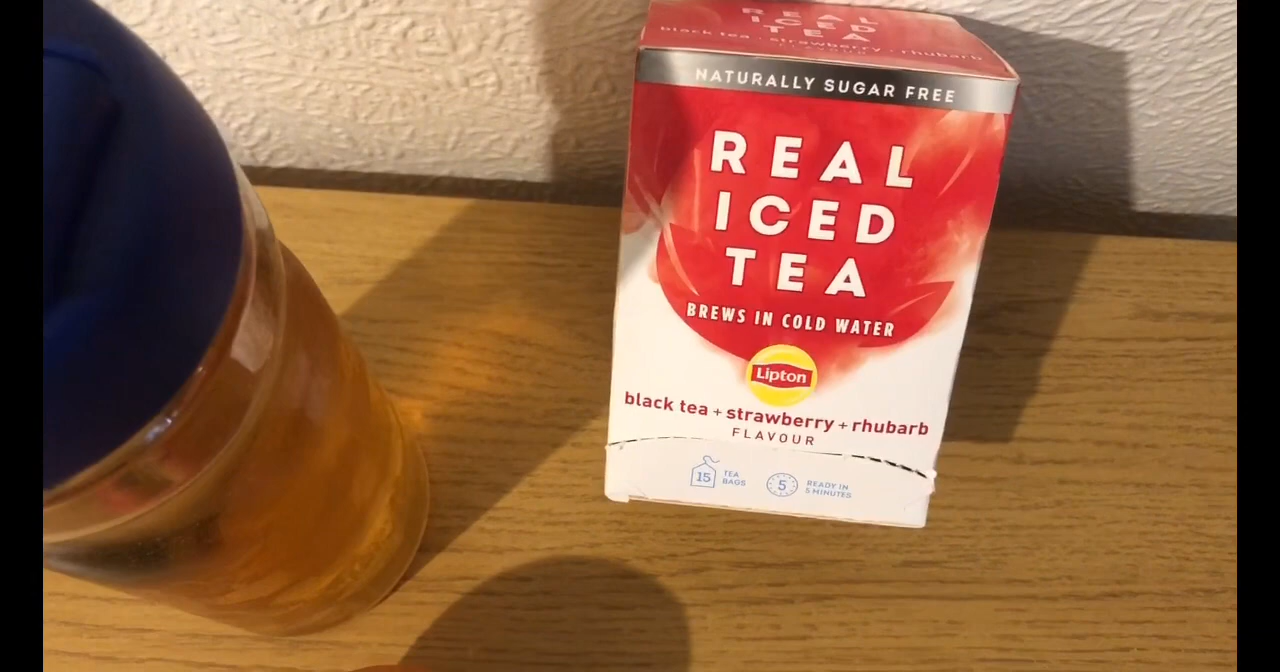 REAL
ICED
TEA
black tea + strawberry + rhubarb
NATURALLY SUGAR FREE
REAL
ICED
TEA
BREWS IN COLD WATER
Lipton
black tea + strawberry + rhubarb
FLAVOUR
15 TEA
BAGS
5 READY IN
5 MINUTES